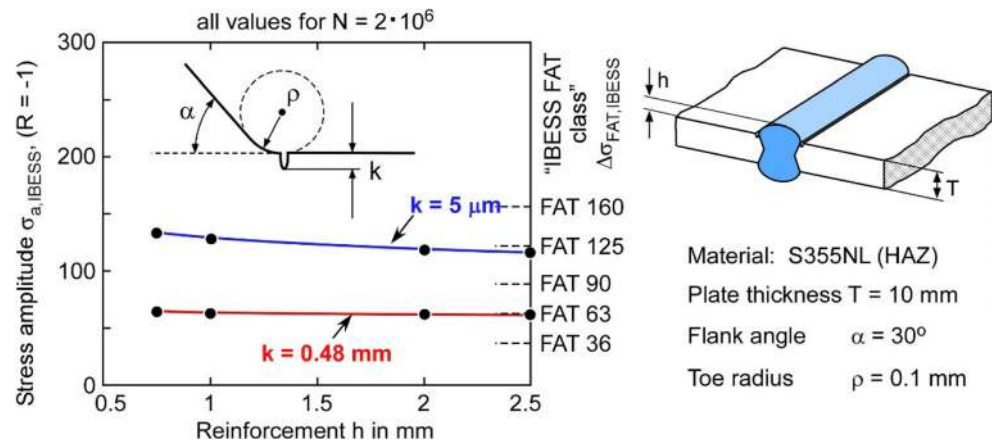 all values for N = 2·10⁶
Stress amplitude σa,IBESS, (R = -1)
300
200
100
0
0.5
1
1.5
2
2.5
Reinforcement h in mm
α
ρ
k
k = 5 μm
k = 0.48 mm
"IBESS FAT
class"
ΔσFAT,IBESS
FAT 160
FAT 125
FAT 90
FAT 63
FAT 36
h
T
Material: S355NL (HAZ)
Plate thickness T = 10 mm
Flank angle α = 30º
Toe radius ρ = 0.1 mm